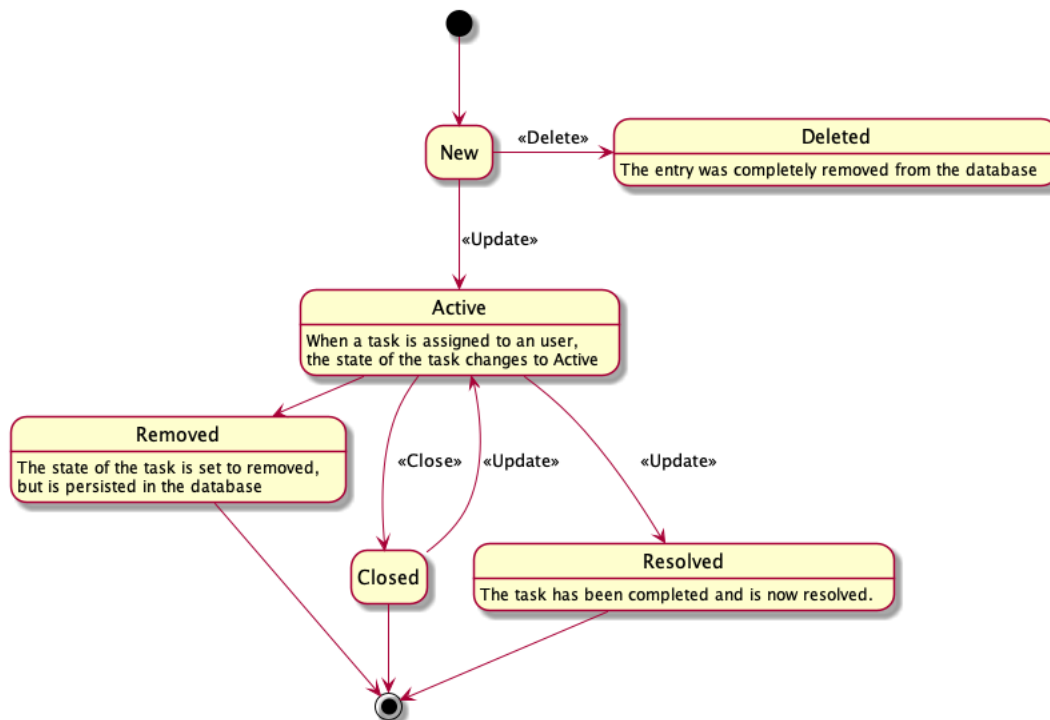 New
«Delete»
Deleted
The entry was completely removed from the database
«Update»
Active
When a task is assigned to an user,
the state of the task changes to Active
Removed
The state of the task is set to removed,
but is persisted in the database
«Close»
«Update»
«Update»
Closed
Resolved
The task has been completed and is now resolved.